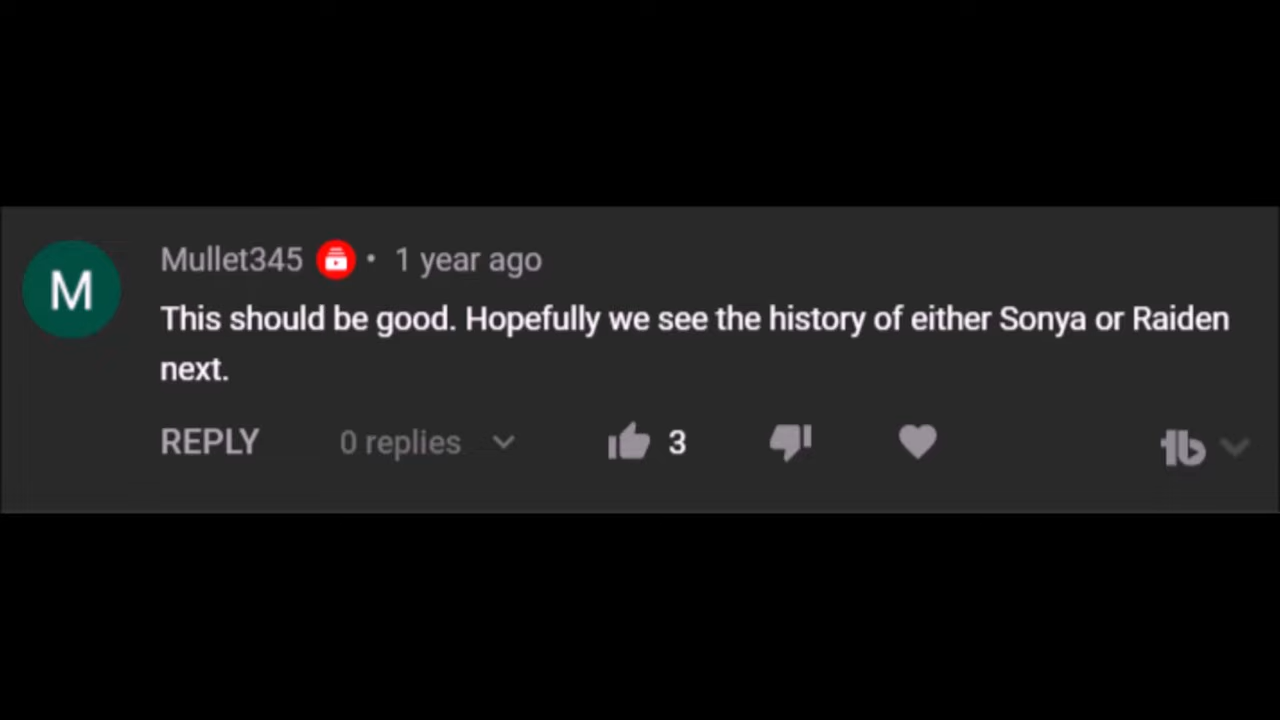 M
Mullet345 • 1 year ago
This should be good. Hopefully we see the history of either Sonya or Raiden
next.
REPLY 0 replies 3 tb